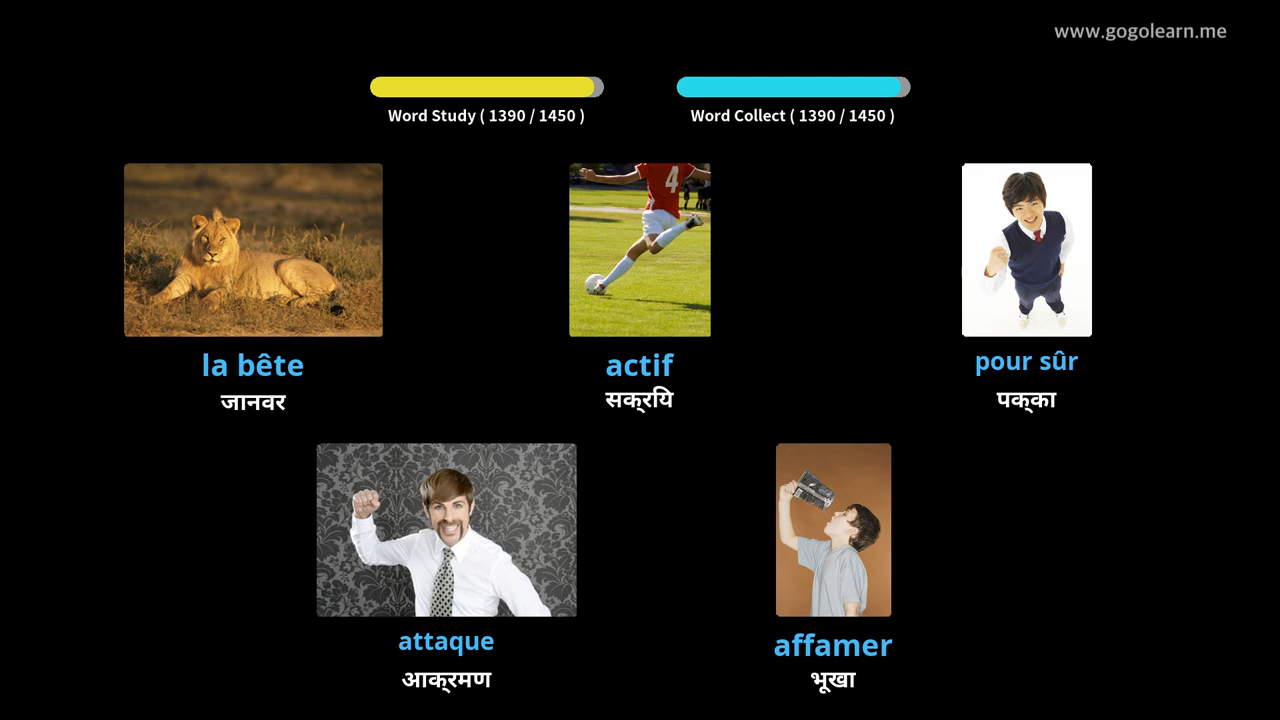 www.gogolearn.me
Word Study ( 1390 / 1450 )
Word Collect ( 1390 / 1450 )
4
la bête
actif
pour sûr
जानवर
सक्रयि
पक्का
attaque
affamer
आक्रमण
भूखा